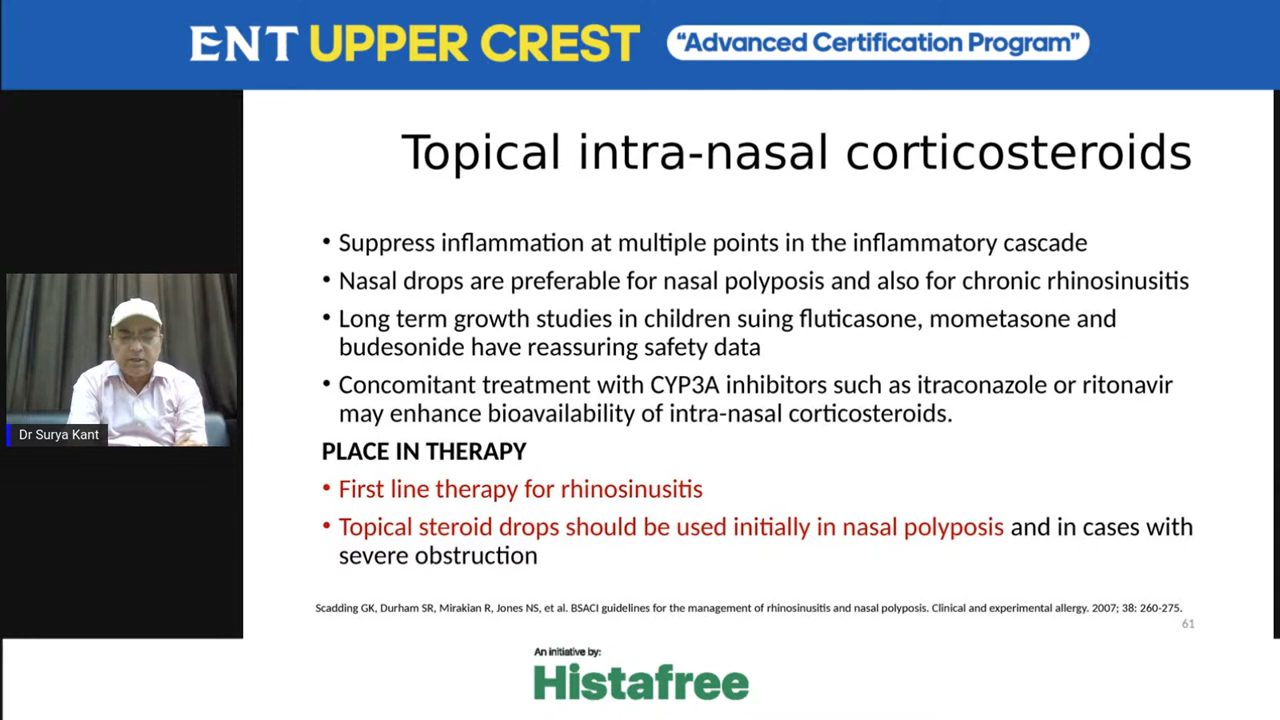 ENT UPPER CREST "Advanced Certification Program"
Topical intra-nasal corticosteroids
• Suppress inflammation at multiple points in the inflammatory cascade
• Nasal drops are preferable for nasal polyposis and also for chronic rhinosinusitis
• Long term growth studies in children suing fluticasone, mometasone and
budesonide have reassuring safety data
• Concomitant treatment with CYP3A inhibitors such as itraconazole or ritonavir
may enhance bioavailability of intra-nasal corticosteroids.
PLACE IN THERAPY
• First line therapy for rhinosinusitis
• Topical steroid drops should be used initially in nasal polyposis and in cases with
severe obstruction
Scadding GK, Durham SR, Mirakian R, Jones NS, et al. BSACI guidelines for the management of rhinosinusitis and nasal polyposis. Clinical and experimental allergy. 2007; 38: 260-275.
61
Dr Surya Kant
An initiative by:
Histafree